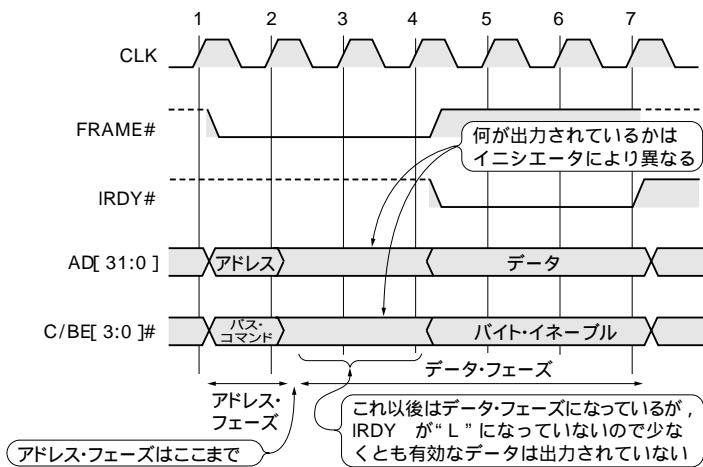 1 2 3 4 5 6 7
CLK
FRAME#
何が出力されているかは
イニシエータにより異なる
IRDY#
AD[ 31:0 ]
アドレス
データ
C/BE[ 3:0 ]#
バス・
コマンド
バイト・イネーブル
データ・フェーズ
アドレス・
フェーズ
これ以後はデータ・フェーズになっているが，
IRDY が“ L ” になっていないので少な
くとも有効なデータは出力されていない
アドレス・フェーズはここまで